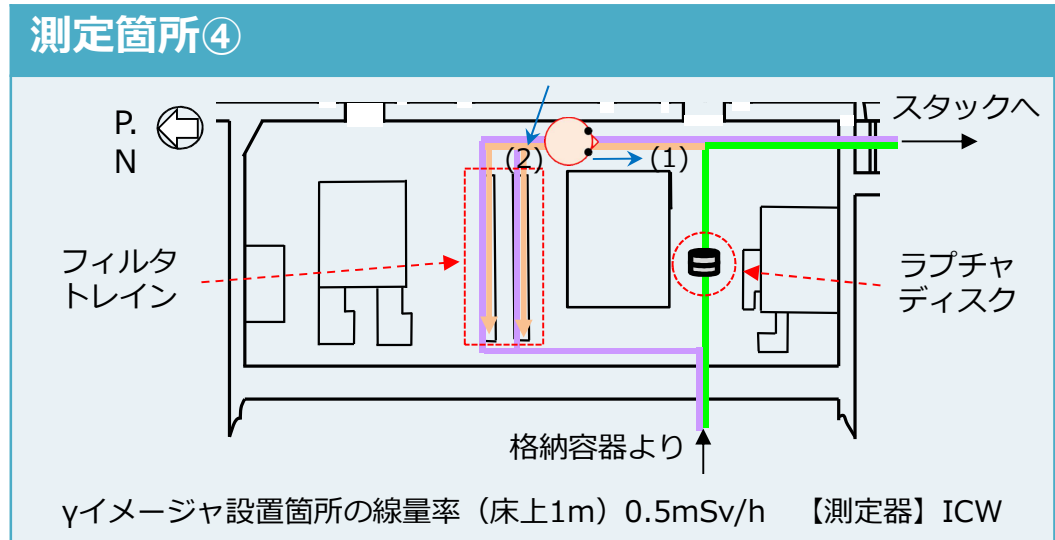 測定箇所④
P.
N
スタックへ
(2)
(1)
フィルタ
トレイン
ラプチャ
ディスク
格納容器より
γイメージャ設置箇所の線量率（床上1m）0.5mSv/h 【測定器】ICW